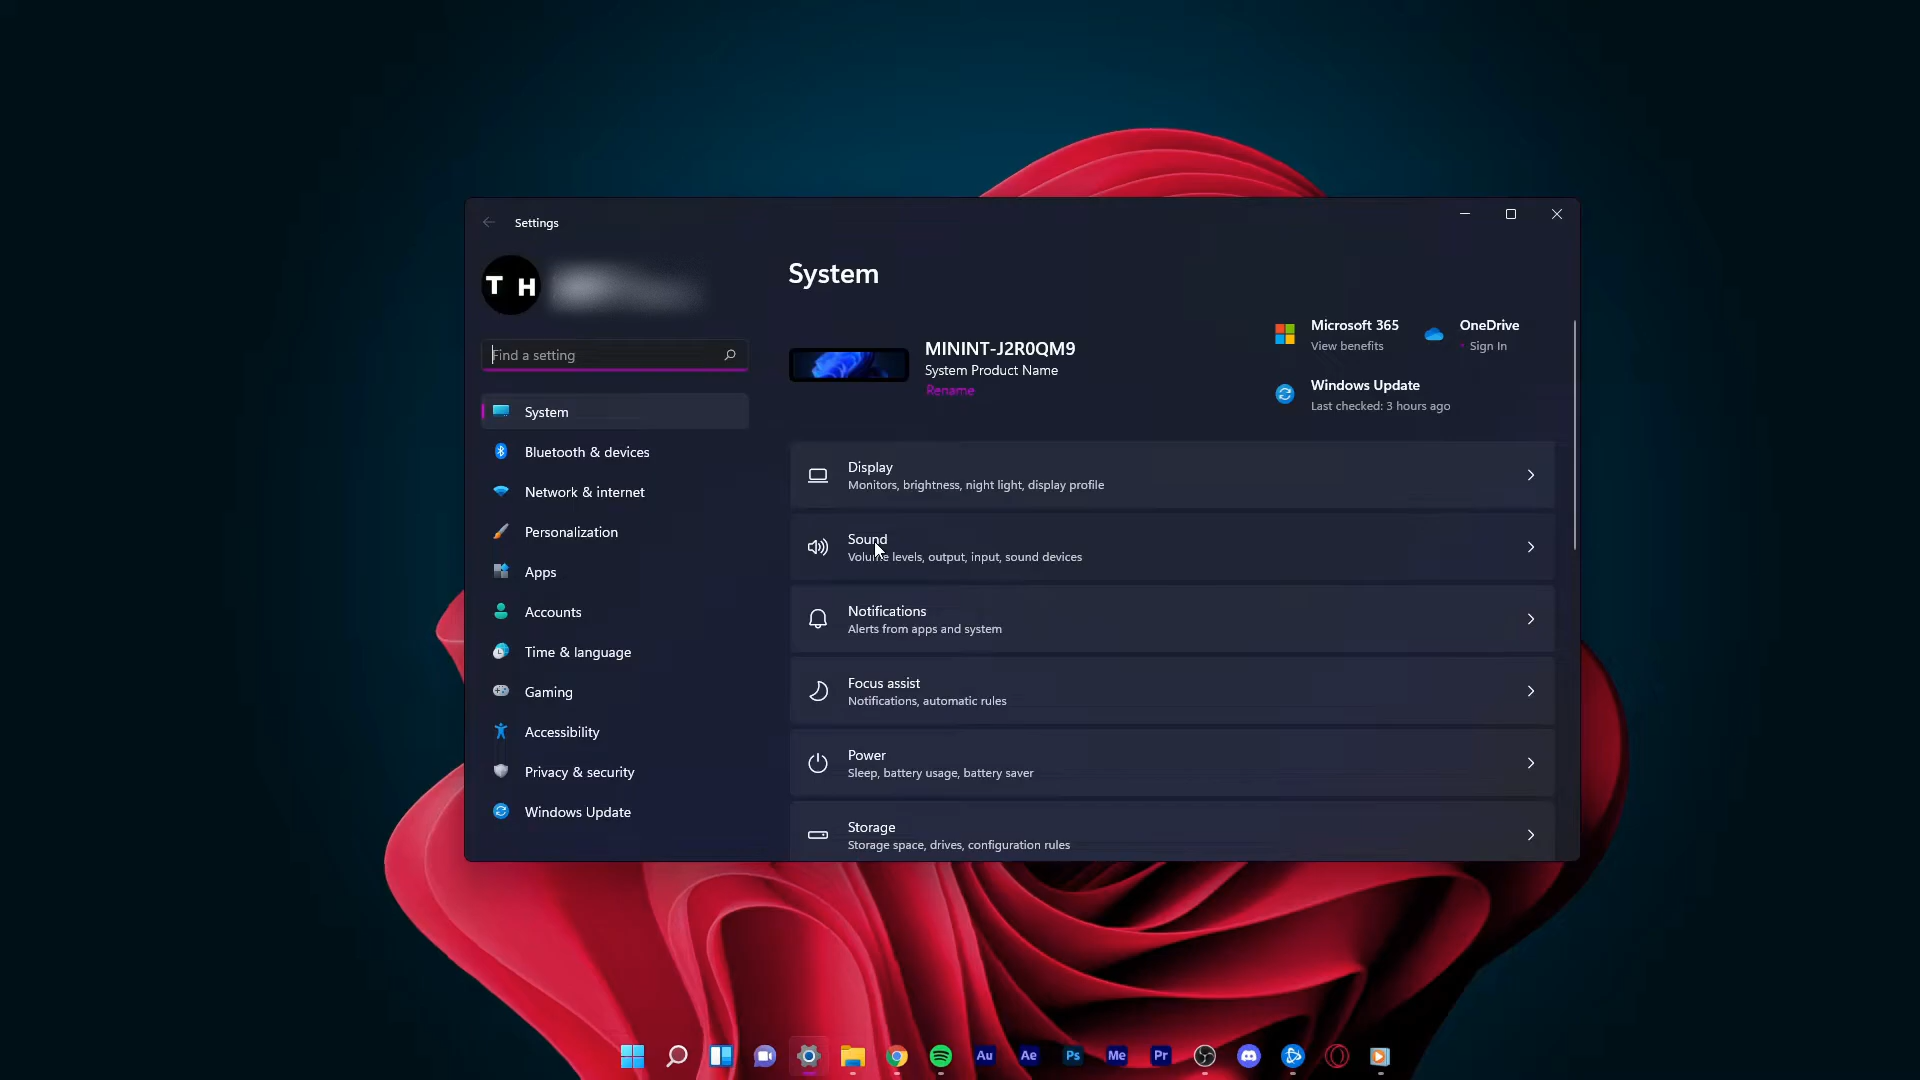 Settings
T H
Find a setting
System
Bluetooth & devices
Network & internet
Personalization
Apps
Accounts
Time & language
Gaming
Accessibility
Privacy & security
Windows Update
System
MININT-J2R0QM9
System Product Name
Rename
Microsoft 365
View benefits
OneDrive
Sign In
Windows Update
Last checked: 3 hours ago
Display
Monitors, brightness, night light, display profile
Sound
Volume levels, output, input, sound devices
Notifications
Alerts from apps and system
Focus assist
Notifications, automatic rules
Power
Sleep, battery usage, battery saver
Storage
Storage space, drives, configuration rules
Au Ae Ps Me Pr